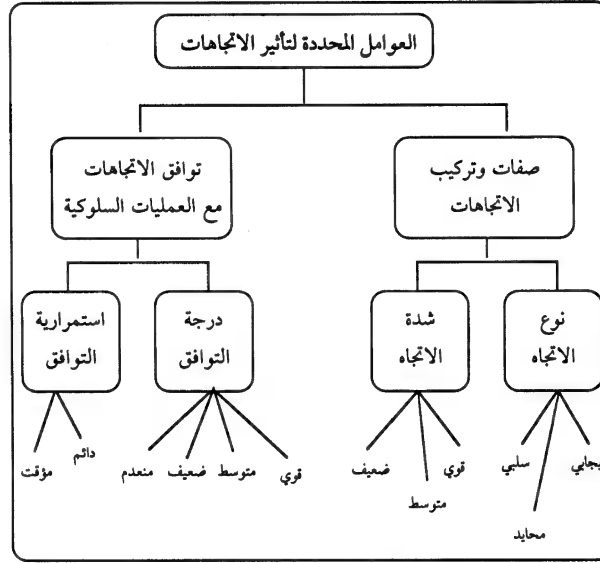 العوامل المحددة لتأثير الاتجاهات
صفات وتركيب
الاتجاهات
توافق الاتجاهات
مع العمليات السلوكية
نوع
الاتجاه
شدة
الاتجاه
درجة
التوافق
استمرارية
التوافق
يجابي
سلبي
محايد
قوي
متوسط
ضعيف
قوي
متوسط
ضعيف
منعدم
دائم
مؤقت